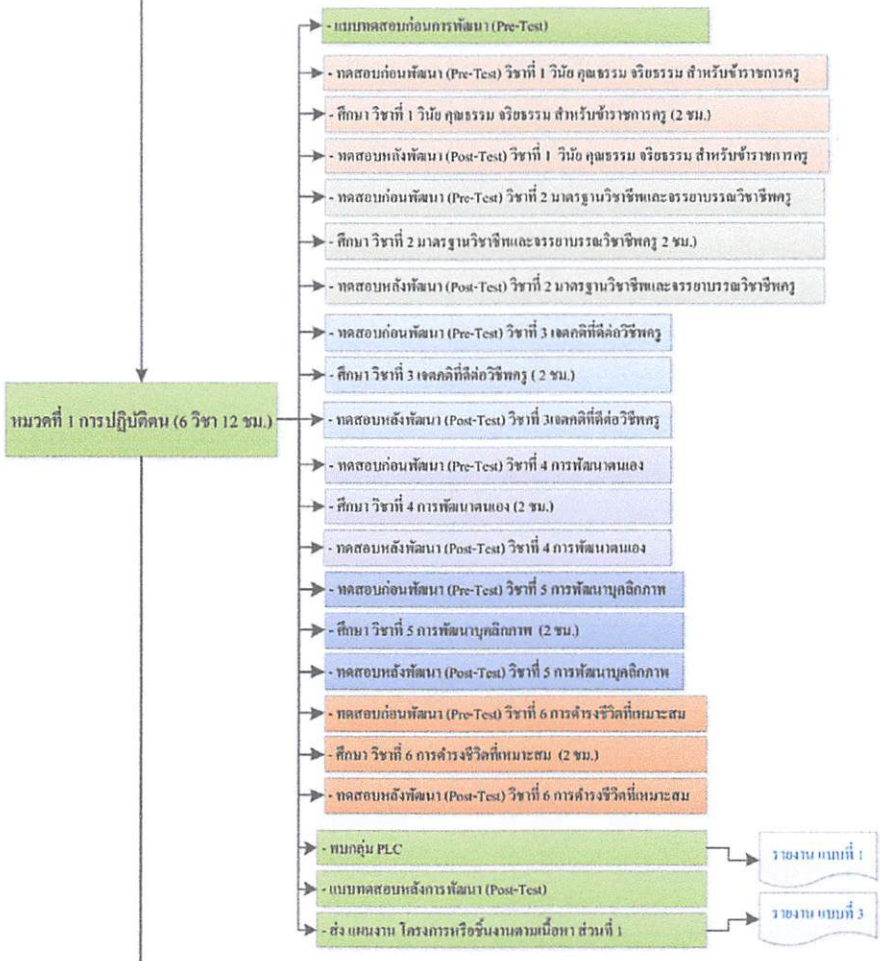 - แบบทดสอบก่อนการพัฒนา (Pre-Test)
- ทดสอบก่อนพัฒนา (Pre-Test) วิชาที่ 1 วินัย คุณธรรม จริยธรรม สำหรับข้าราชการครู
- ศึกษา วิชาที่ 1 วินัย คุณธรรม จริยธรรม สำหรับข้าราชการครู (2 ชม.)
- ทดสอบหลังพัฒนา (Post-Test) วิชาที่ 1 วินัย คุณธรรม จริยธรรม สำหรับข้าราชการครู
- ทดสอบก่อนพัฒนา (Pre-Test) วิชาที่ 2 มาตรฐานวิชาชีพและจรรยาบรรณวิชาชีพครู
- ศึกษา วิชาที่ 2 มาตรฐานวิชาชีพและจรรยาบรรณวิชาชีพครู 2 ชม.)
- ทดสอบหลังพัฒนา (Post-Test) วิชาที่ 2 มาตรฐานวิชาชีพและจรรยาบรรณวิชาชีพครู
- ทดสอบก่อนพัฒนา (Pre-Test) วิชาที่ 3 เจตคติที่ดีต่อวิชีพครู
- ศึกษา วิชาที่ 3 เจตคติที่ดีต่อวิชีพครู ( 2 ชม.)
หมวดที่ 1 การปฏิบัติตน (6 วิชา 12 ชม.)
- ทดสอบหลังพัฒนา (Post-Test) วิชาที่ 3เจตคติที่ดีต่อวิชีพครู
- ทดสอบก่อนพัฒนา (Pre-Test) วิชาที่ 4 การพัฒนาตนเอง
- ศึกษา วิชาที่ 4 การพัฒนาตนเอง (2 ชม.)
- ทดสอบหลังพัฒนา (Post-Test) วิชาที่ 4 การพัฒนาตนเอง
- ทดสอบก่อนพัฒนา (Pre-Test) วิชาที่ 5 การพัฒนาบุคลิกภาพ
- ศึกษา วิชาที่ 5 การพัฒนาบุคลิกภาพ (2 ชม.)
- ทดสอบหลังพัฒนา (Post-Test) วิชาที่ 5 การพัฒนาบุคลิกภาพ
- ทดสอบก่อนพัฒนา (Pre-Test) วิชาที่ 6 การดำรงชีวิตที่เหมาะสม
- ศึกษา วิชาที่ 6 การดำรงชีวิตที่เหมาะสม (2 ชม.)
- ทดสอบหลังพัฒนา (Post-Test) วิชาที่ 6 การดำรงชีวิตที่เหมาะสม
- พบกลุ่ม PLC
รายงาน แบบที่ 1
- แบบทดสอบหลังการพัฒนา (Post-Test)
- ส่ง แผนงาน โครงการหรือชิ้นงานตามเนื้อหา ส่วนที่ 1
รายงาน แบบที่ 3